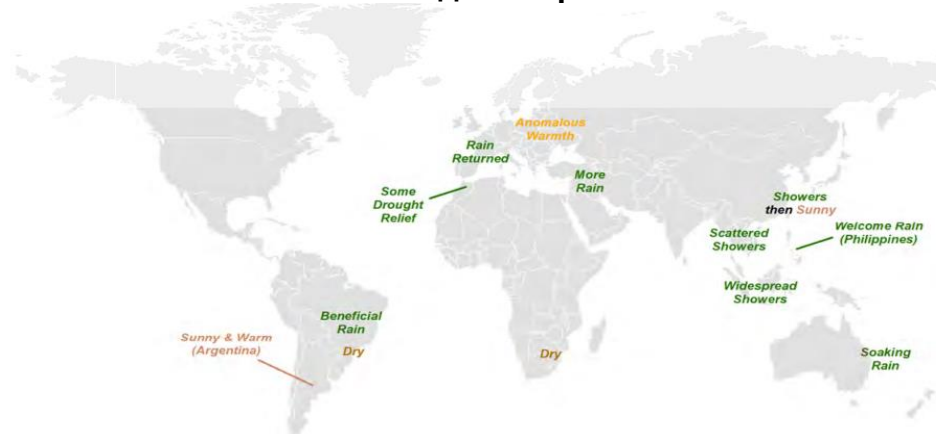 Anomalous
Warmth
Rain
Returned
More
Rain
Some
Drought
Relief
Showers
then Sunny
Scattered
Showers
Welcome Rain
(Philippines)
Widespread
Showers
Beneficial
Rain
Sunny & Warm
(Argentina)
Dry
Dry
Soaking
Rain